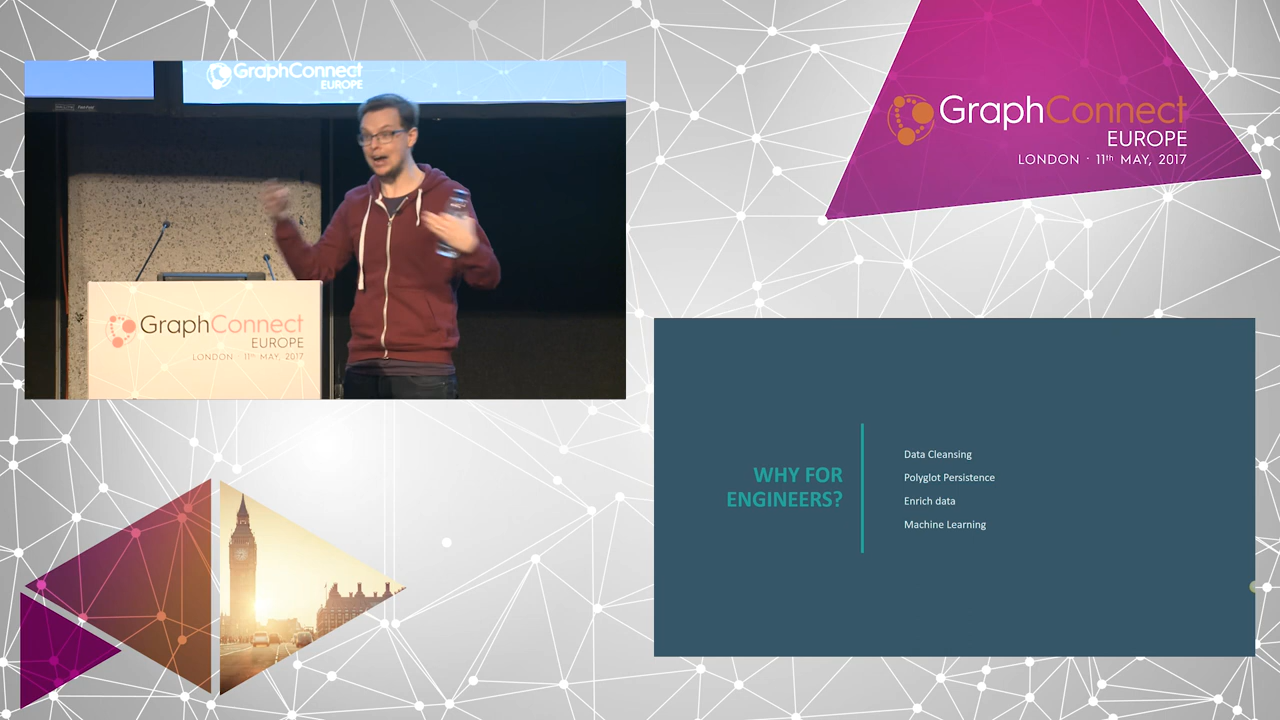 GraphConnect
EUROPE
GraphConnect
EUROPE
LONDON · 11th MAY, 2017
GraphConnect
EUROPE
LONDON · 11th MAY, 2017
WHY FOR
ENGINEERS?
Data Cleansing
Polyglot Persistence
Enrich data
Machine Learning